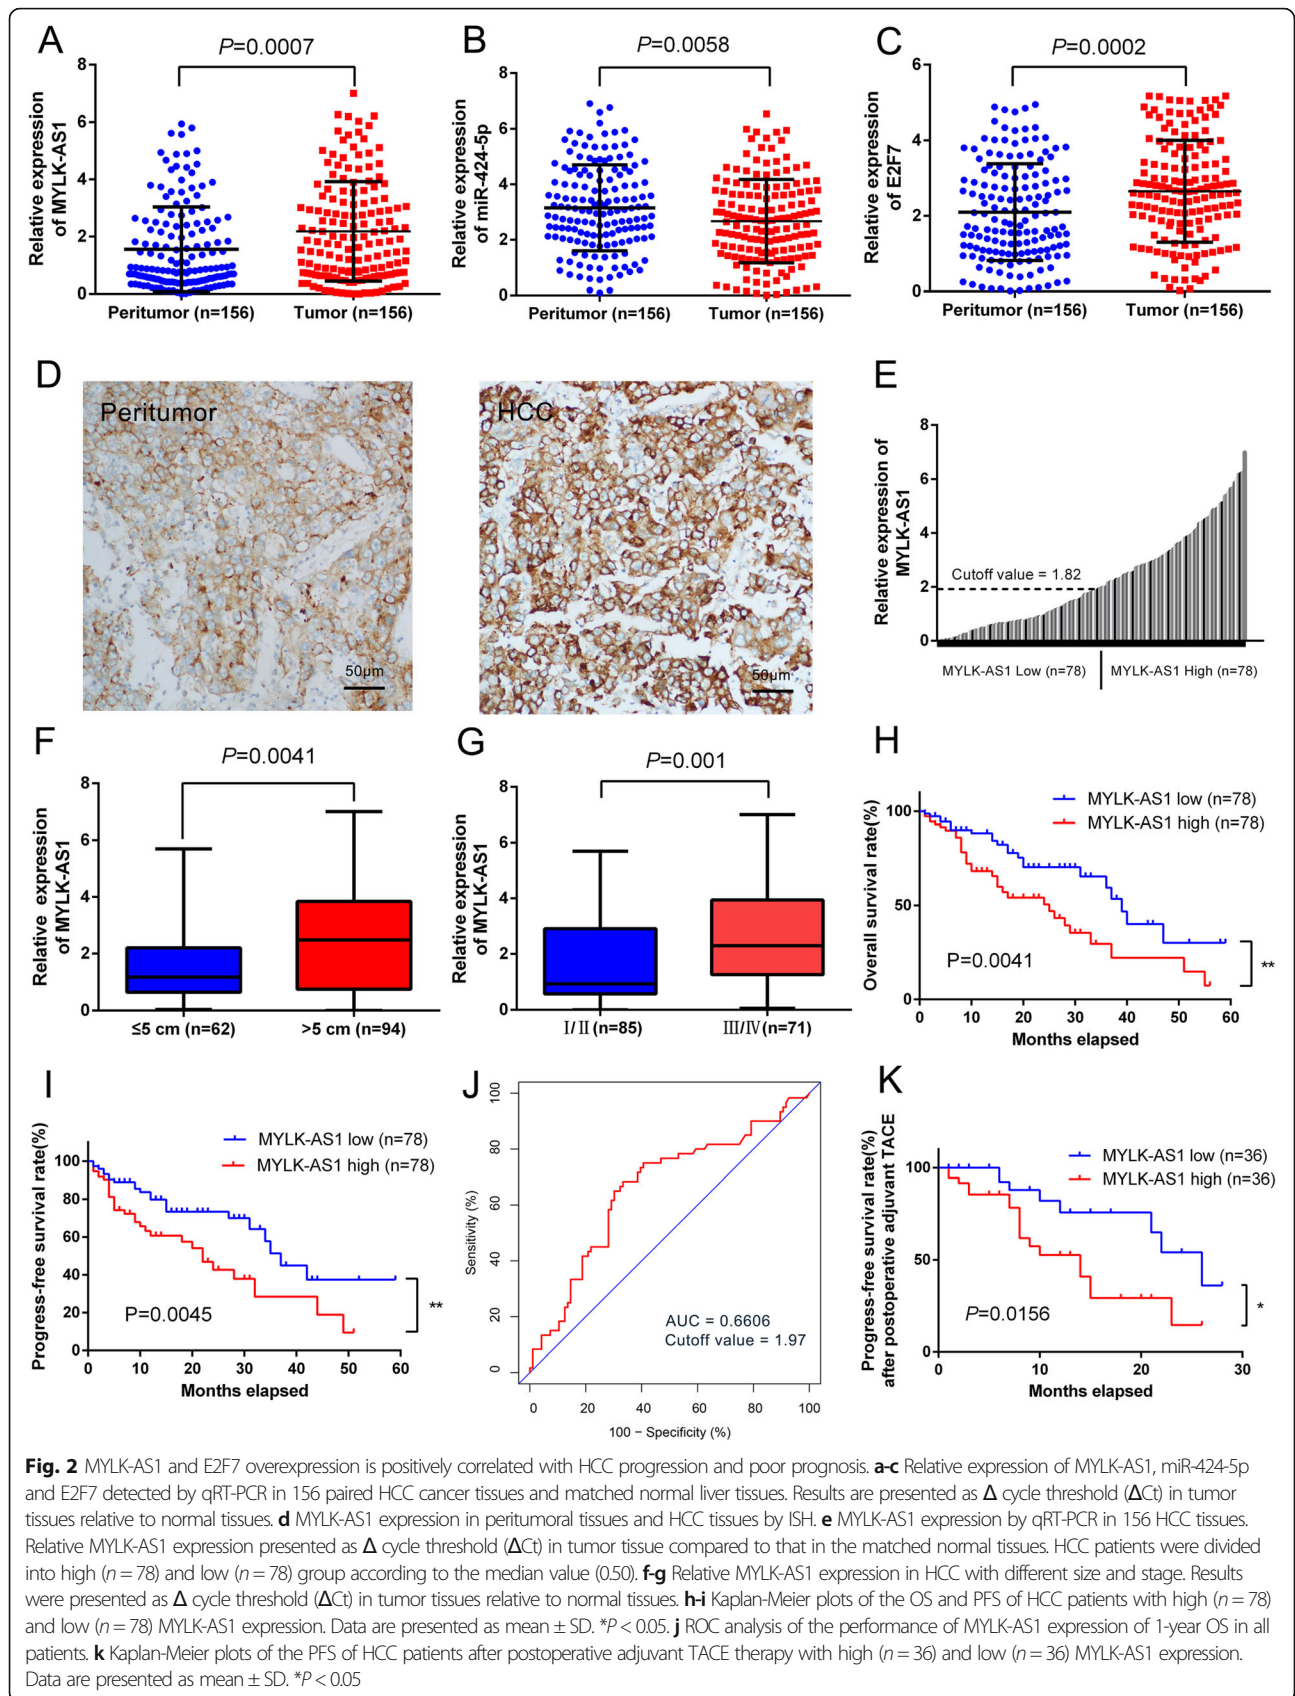 A
P=0.0007
Relative expression
of MYLK-AS1
8
6
4
2
0
Peritumor (n=156)
Tumor (n=156)
B
P=0.0058
Relative expression
of miR-424-5p
8
6
4
2
0
Peritumor (n=156)
Tumor (n=156)
C
P=0.0002
Relative expression
of E2F7
6
4
2
0
Peritumor (n=156)
Tumor (n=156)
D
Peritumor
50μm
HCC
50μm
E
Relative expression of
MYLK-AS1
8
6
4
2
0
Cutoff value = 1.82
MYLK-AS1 Low (n=78)
MYLK-AS1 High (n=78)
F
P=0.0041
Relative expression
of MYLK-AS1
8
6
4
2
0
≤5 cm (n=62)
>5 cm (n=94)
G
P=0.001
Relative expression
of MYLK-AS1
8
6
4
2
0
Ⅰ/Ⅱ (n=85)
Ⅲ/Ⅳ (n=71)
H
MYLK-AS1 low (n=78)
MYLK-AS1 high (n=78)
Overall survival rate(%)
100
50
0
P=0.0041
**
0 10 20 30 40 50 60
Months elapsed
I
MYLK-AS1 low (n=78)
MYLK-AS1 high (n=78)
Progress-free survival rate(%)
100
80
60
40
20
0
P=0.0045
**
0 10 20 30 40 50 60
Months elapsed
J
Sensitivity (%)
100
80
60
40
20
0
AUC = 0.6606
Cutoff value = 1.97
0 20 40 60 80 100
100 − Specificity (%)
K
MYLK-AS1 low (n=36)
MYLK-AS1 high (n=36)
Progress-free survival rate(%)
after postoperative adjuvant TACE
100
50
0
P=0.0156
*
0 10 20 30
Months elapsed
Fig. 2 MYLK-AS1 and E2F7 overexpression is positively correlated with HCC progression and poor prognosis. a-c Relative expression of MYLK-AS1, miR-424-5p
and E2F7 detected by qRT-PCR in 156 paired HCC cancer tissues and matched normal liver tissues. Results are presented as Δ cycle threshold (ΔCt) in tumor
tissues relative to normal tissues. d MYLK-AS1 expression in peritumoral tissues and HCC tissues by ISH. e MYLK-AS1 expression by qRT-PCR in 156 HCC tissues.
Relative MYLK-AS1 expression presented as Δ cycle threshold (ΔCt) in tumor tissue compared to that in the matched normal tissues. HCC patients were divided
into high (n = 78) and low (n = 78) group according to the median value (0.50). f-g Relative MYLK-AS1 expression in HCC with different size and stage. Results
were presented as Δ cycle threshold (ΔCt) in tumor tissues relative to normal tissues. h-i Kaplan-Meier plots of the OS and PFS of HCC patients with high (n = 78)
and low (n = 78) MYLK-AS1 expression. Data are presented as mean ± SD. *P < 0.05. j ROC analysis of the performance of MYLK-AS1 expression of 1-year OS in all
patients. k Kaplan-Meier plots of the PFS of HCC patients after postoperative adjuvant TACE therapy with high (n = 36) and low (n = 36) MYLK-AS1 expression.
Data are presented as mean ± SD. *P < 0.05